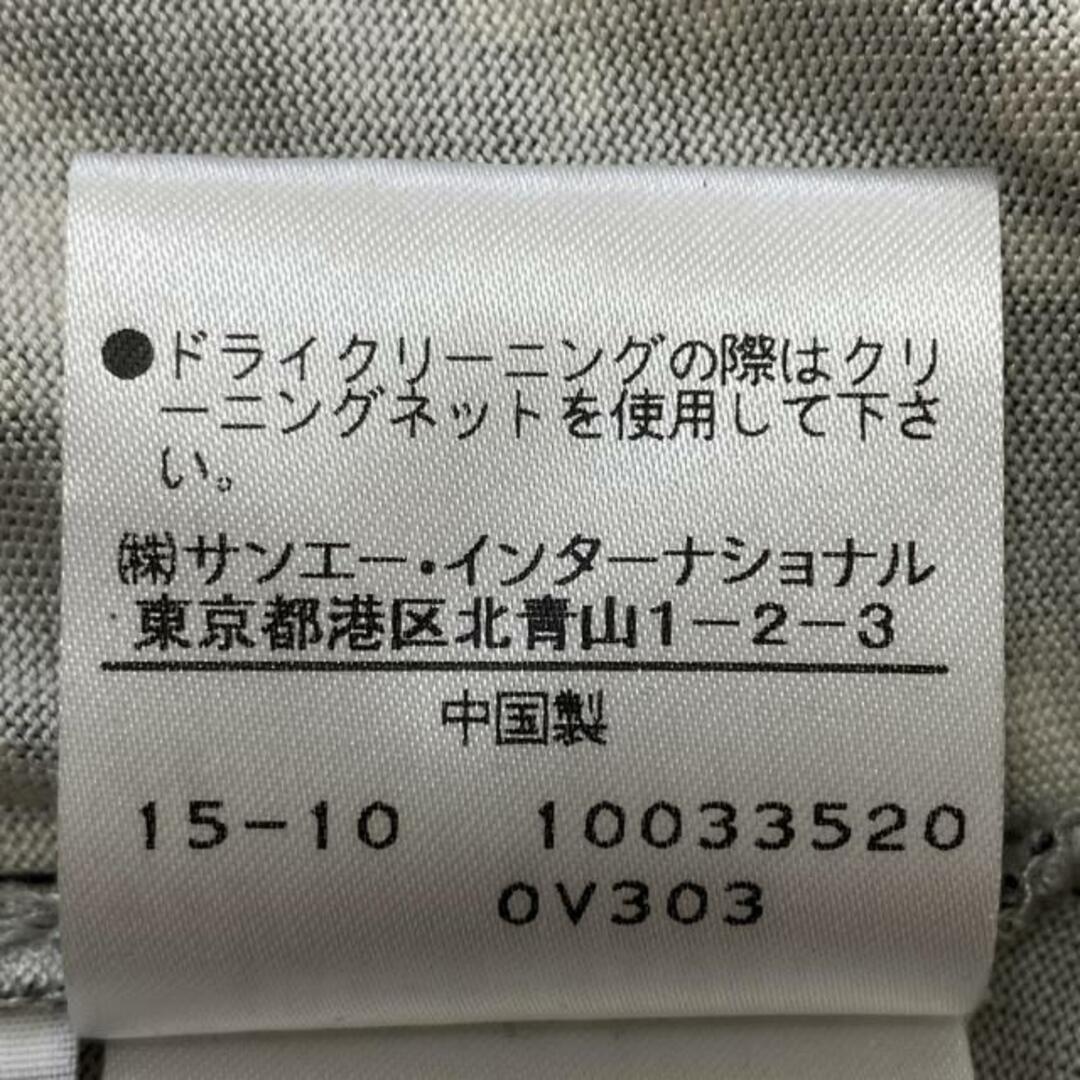 ●ドライクリーニングの際はクリ
ーニングネットを使用して下さ
い。
㈱サンエー・インターナショナル
東京都港区北青山1-2-3
中国製
15-10 10033520
0V303